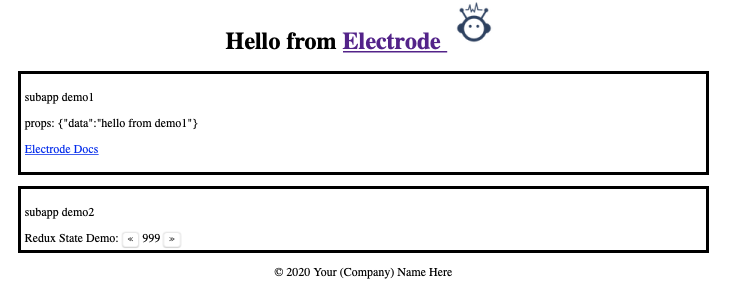 Hello from Electrode
subapp demo1
props: {"data":"hello from demo1"}
Electrode Docs
subapp demo2
Redux State Demo: « 999 »
© 2020 Your (Company) Name Here